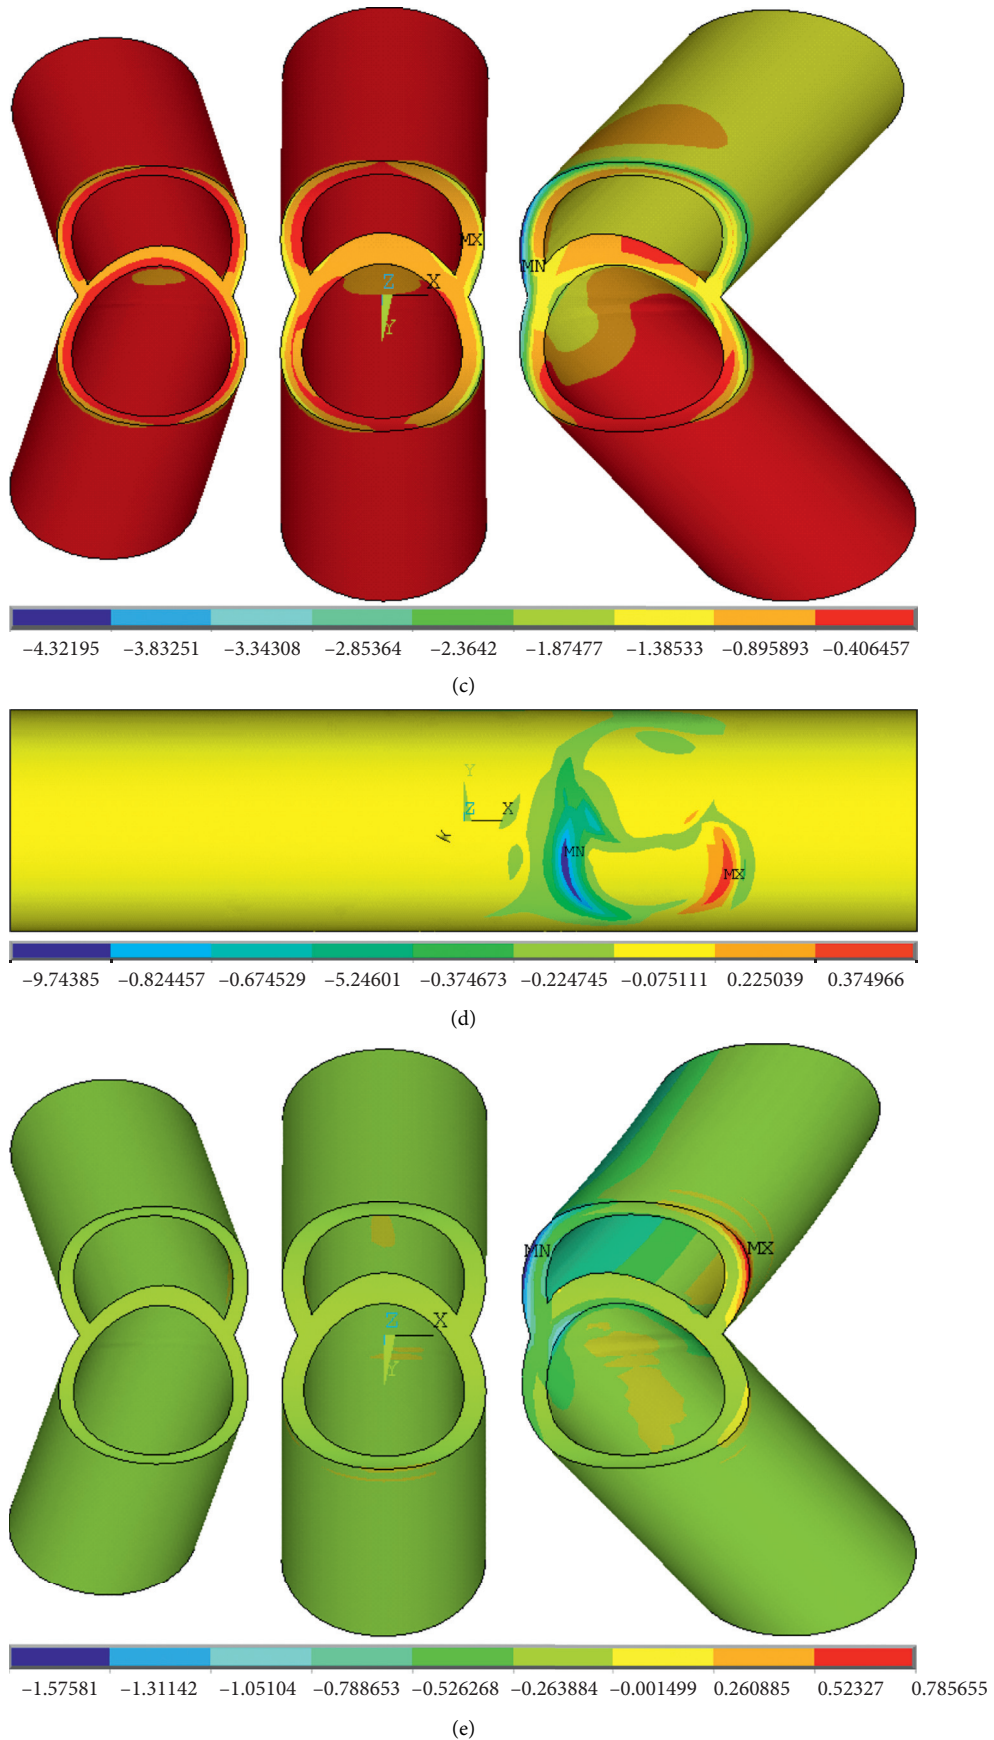 MX
MN
Z X
Y
−4.32195 −3.83251 −3.34308 −2.85364 −2.3642 −1.87477 −1.38533 −0.895893 −0.406457
(c)
Y
Z X
MN
MX
−9.74385 −0.824457 −0.674529 −5.24601 −0.374673 −0.224745 −0.075111 0.225039 0.374966
(d)
MN MX
Z X
Y
−1.57581 −1.31142 −1.05104 −0.788653 −0.526268 −0.263884 −0.001499 0.260885 0.52327 0.785655
(e)